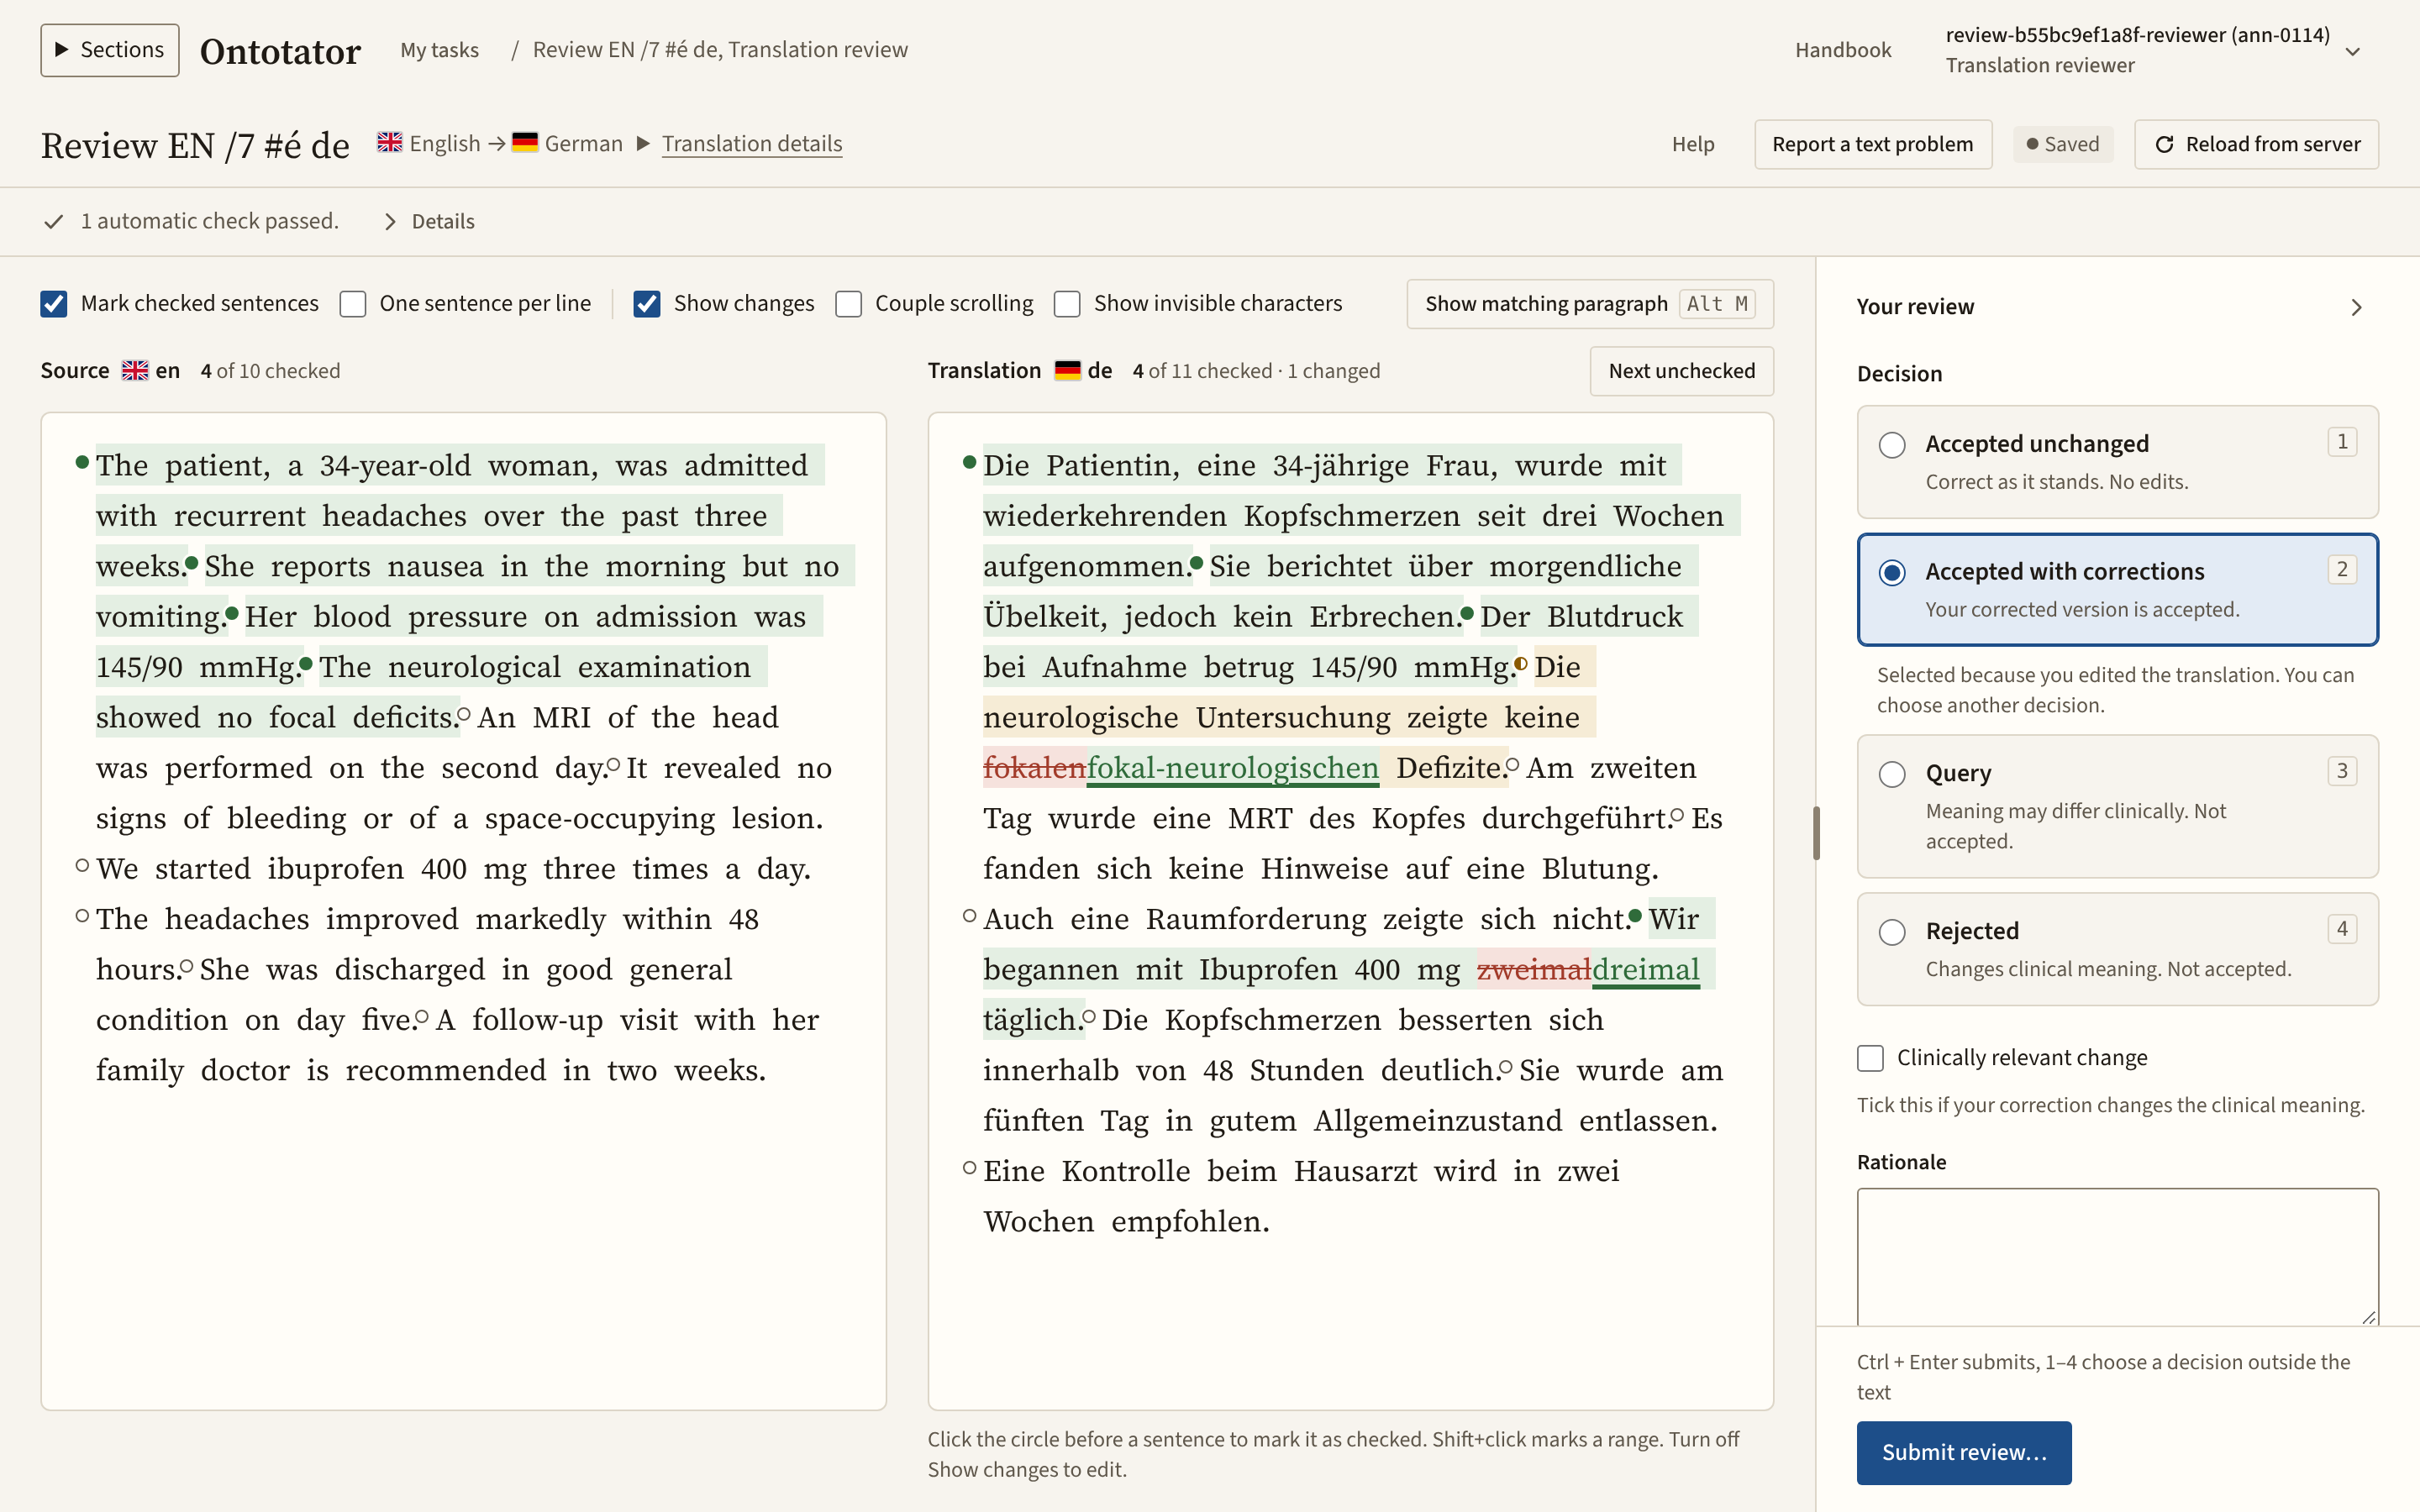 Sections
Ontotator
My tasks / Review EN /7 #é de, Translation review
Handbook
review-b55bc9ef1a8f-reviewer (ann-0114)
Translation reviewer
Review EN /7 #é de
English → German
Translation details
Help
Report a text problem
Saved
Reload from server
1 automatic check passed.
Details
Mark checked sentences
One sentence per line
Show changes
Couple scrolling
Show invisible characters
Show matching paragraph Alt M
Source en 4 of 10 checked
The patient, a 34-year-old woman, was admitted
with recurrent headaches over the past three
weeks. She reports nausea in the morning but no
vomiting. Her blood pressure on admission was
145/90 mmHg. The neurological examination
showed no focal deficits. An MRI of the head
was performed on the second day. It revealed no
signs of bleeding or of a space-occupying lesion.
We started ibuprofen 400 mg three times a day.
The headaches improved markedly within 48
hours. She was discharged in good general
condition on day five. A follow-up visit with her
family doctor is recommended in two weeks.
Translation de 4 of 11 checked · 1 changed
Next unchecked
Die Patientin, eine 34-jährige Frau, wurde mit
wiederkehrenden Kopfschmerzen seit drei Wochen
aufgenommen. Sie berichtet über morgendliche
Übelkeit, jedoch kein Erbrechen. Der Blutdruck
bei Aufnahme betrug 145/90 mmHg. Die
neurologische Untersuchung zeigte keine
fokalenfokal-neurologischen Defizite. Am zweiten
Tag wurde eine MRT des Kopfes durchgeführt. Es
fanden sich keine Hinweise auf eine Blutung.
Auch eine Raumforderung zeigte sich nicht. Wir
begannen mit Ibuprofen 400 mg zweimaldreimal
täglich. Die Kopfschmerzen besserten sich
innerhalb von 48 Stunden deutlich. Sie wurde am
fünften Tag in gutem Allgemeinzustand entlassen.
Eine Kontrolle beim Hausarzt wird in zwei
Wochen empfohlen.
Click the circle before a sentence to mark it as checked. Shift+click marks a range. Turn off
Show changes to edit.
Your review
Decision
Accepted unchanged 1
Correct as it stands. No edits.
Accepted with corrections 2
Your corrected version is accepted.
Selected because you edited the translation. You can
choose another decision.
Query 3
Meaning may differ clinically. Not
accepted.
Rejected 4
Changes clinical meaning. Not accepted.
Clinically relevant change
Tick this if your correction changes the clinical meaning.
Rationale
Ctrl + Enter submits, 1–4 choose a decision outside the
text
Submit review…